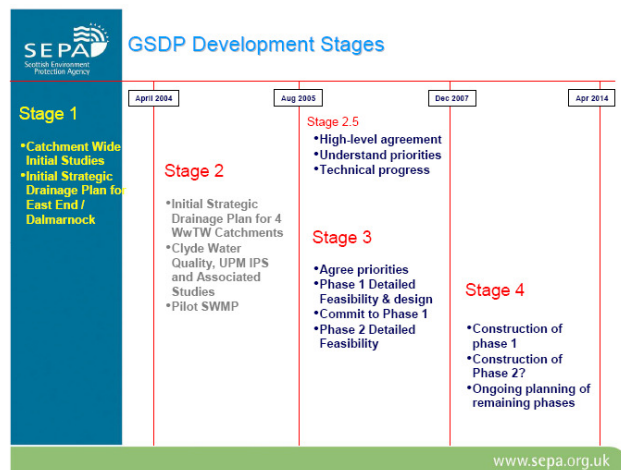 SEPA
Scottish Environment
Protection Agency
GSDP Development Stages
April 2004
Aug 2005
Dec 2007
Apr 2014
Stage 1
•Catchment Wide
Initial Studies
•Initial Strategic
Drainage Plan for
East End /
Dalmarnock
Stage 2
•Initial Strategic
Drainage Plan for 4
WwTW Catchments
•Clyde Water
Quality, UPM IPS
and Associated
Studies
•Pilot SWMP
Stage 2.5
•High-level agreement
•Understand priorities
•Technical progress
Stage 3
•Agree priorities
•Phase 1 Detailed
Feasibility & design
•Commit to Phase 1
•Phase 2 Detailed
Feasibility
Stage 4
•Construction of
phase 1
•Construction of
Phase 2?
•Ongoing planning of
remaining phases
www.sepa.org.uk